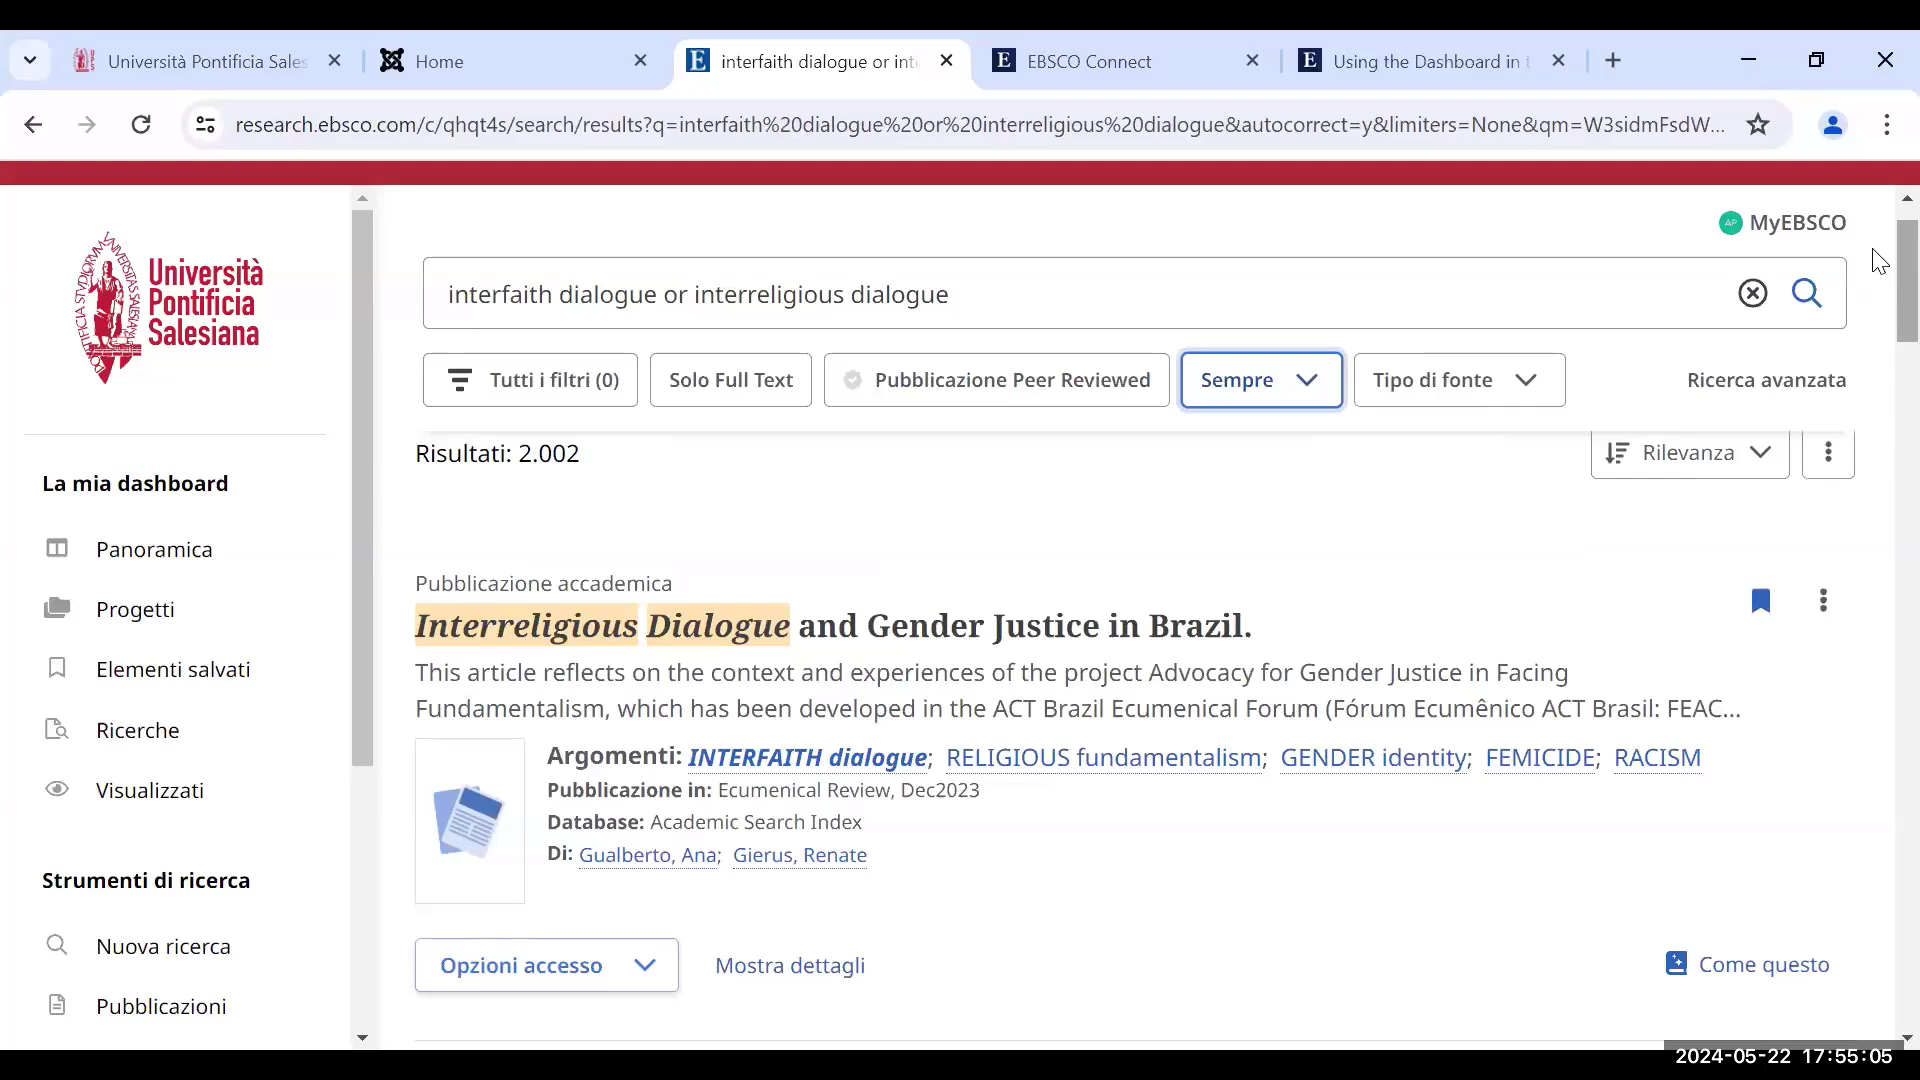 Università Pontificia Sales
Home
interfaith dialogue or int
EBSCO Connect
Using the Dashboard in
research.ebsco.com/c/qhqt4s/search/results?q=interfaith%20dialogue%20or%20interreligious%20dialogue&autocorrect=y&limiters=None&qm=W3sidmFsdW...
Università
Pontificia
Salesiana
La mia dashboard
Panoramica
Progetti
Elementi salvati
Ricerche
Visualizzati
Strumenti di ricerca
Nuova ricerca
Pubblicazioni
AP MyEBSCO
interfaith dialogue or interreligious dialogue
Tutti i filtri (0) Solo Full Text Pubblicazione Peer Reviewed Sempre Tipo di fonte Ricerca avanzata
Risultati: 2.002 Rilevanza
Pubblicazione accademica
Interreligious Dialogue and Gender Justice in Brazil.
This article reflects on the context and experiences of the project Advocacy for Gender Justice in Facing
Fundamentalism, which has been developed in the ACT Brazil Ecumenical Forum (Fórum Ecumênico ACT Brasil: FEAC...
Argomenti: INTERFAITH dialogue; RELIGIOUS fundamentalism; GENDER identity; FEMICIDE; RACISM
Pubblicazione in: Ecumenical Review, Dec2023
Database: Academic Search Index
Di: Gualberto, Ana; Gierus, Renate
Opzioni accesso Mostra dettagli Come questo
2024-05-22 17:55:05